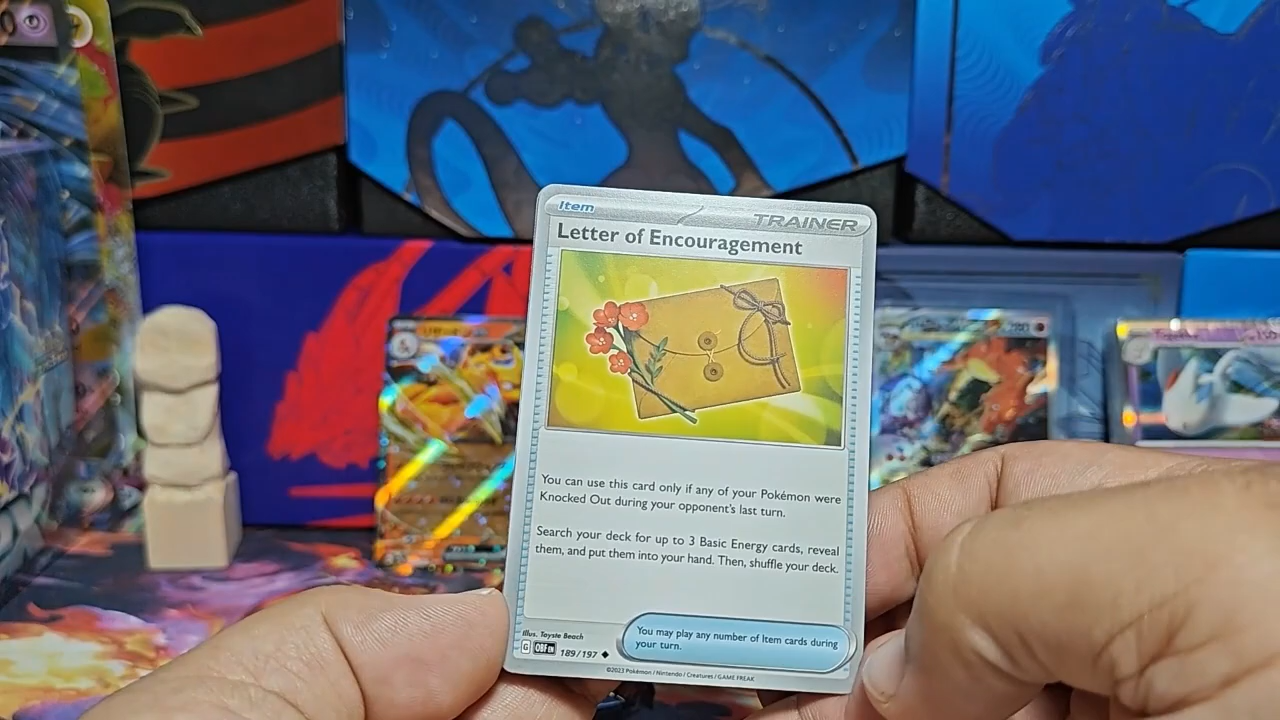 Item
TRAINER
Letter of Encouragement
You can use this card only if any of your Pokémon were
Knocked Out during your opponent's last turn.
Search your deck for up to 3 Basic Energy cards, reveal
them, and put them into your hand. Then, shuffle your deck.
Illus. Toyste Beach
G OBF EN 189/197
You may play any number of Item cards during
your turn.
©2023 Pokémon / Nintendo / Creatures / GAME FREAK